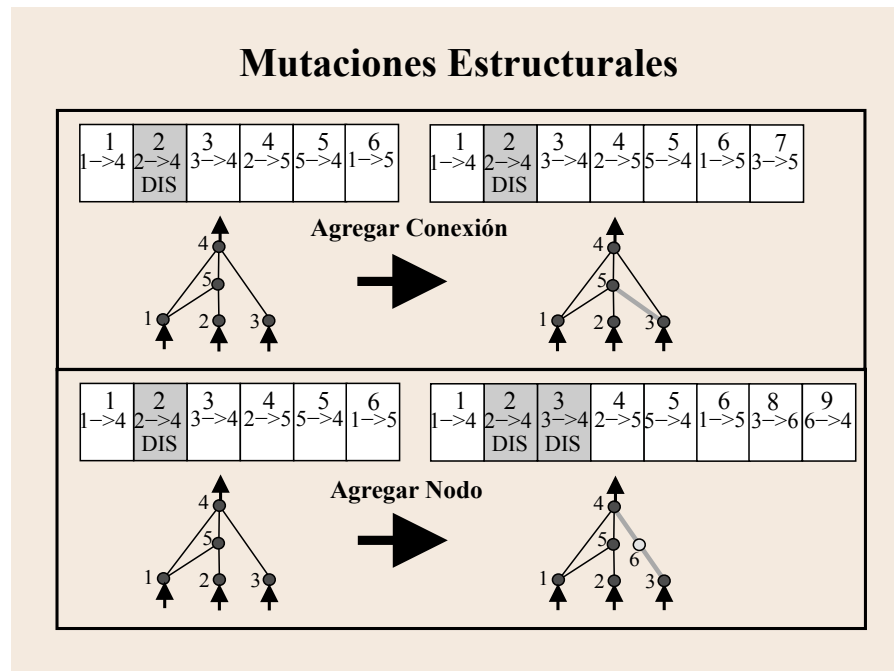 Mutaciones Estructurales
1 2 3 4 5 6
1−>4 2−>4 3−>4 2−>5 5−>4 1−>5
DIS
1 2 3 4 5 6 7
1−>4 2−>4 3−>4 2−>5 5−>4 1−>5 3−>5
DIS
Agregar Conexión
4
5
1 2 3
4
5
1 2 3
1 2 3 4 5 6
1−>4 2−>4 3−>4 2−>5 5−>4 1−>5
DIS
1 2 3 4 5 6 8 9
1−>4 2−>4 3−>4 2−>5 5−>4 1−>5 3−>6 6−>4
DIS DIS
Agregar Nodo
4
5
1 2 3
4
5
6
1 2 3